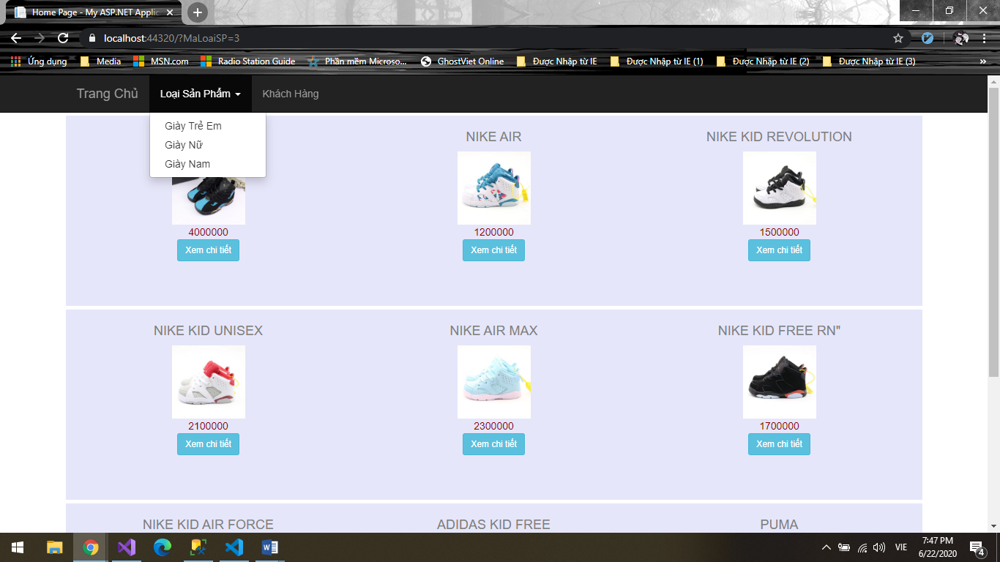 Home Page - My ASP.NET Applic
localhost:44320/?MaLoaiSP=3
Ứng dụng
Media
MSN.com
Radio Station Guide
Phần mềm Microso...
GhostViet Online
Được Nhập từ IE
Được Nhập từ IE (1)
Được Nhập từ IE (2)
Được Nhập từ IE (3)
»
Trang Chủ
Loại Sản Phẩm
Khách Hàng
Giày Trẻ Em
Giày Nữ
Giày Nam
NIKE AIR
NIKE KID REVOLUTION
4000000
1200000
1500000
Xem chi tiết
Xem chi tiết
Xem chi tiết
NIKE KID UNISEX
NIKE AIR MAX
NIKE KID FREE RN"
2100000
2300000
1700000
Xem chi tiết
Xem chi tiết
Xem chi tiết
NIKE KID AIR FORCE
ADIDAS KID FREE
PUMA
VIE
7:47 PM
6/22/2020
4